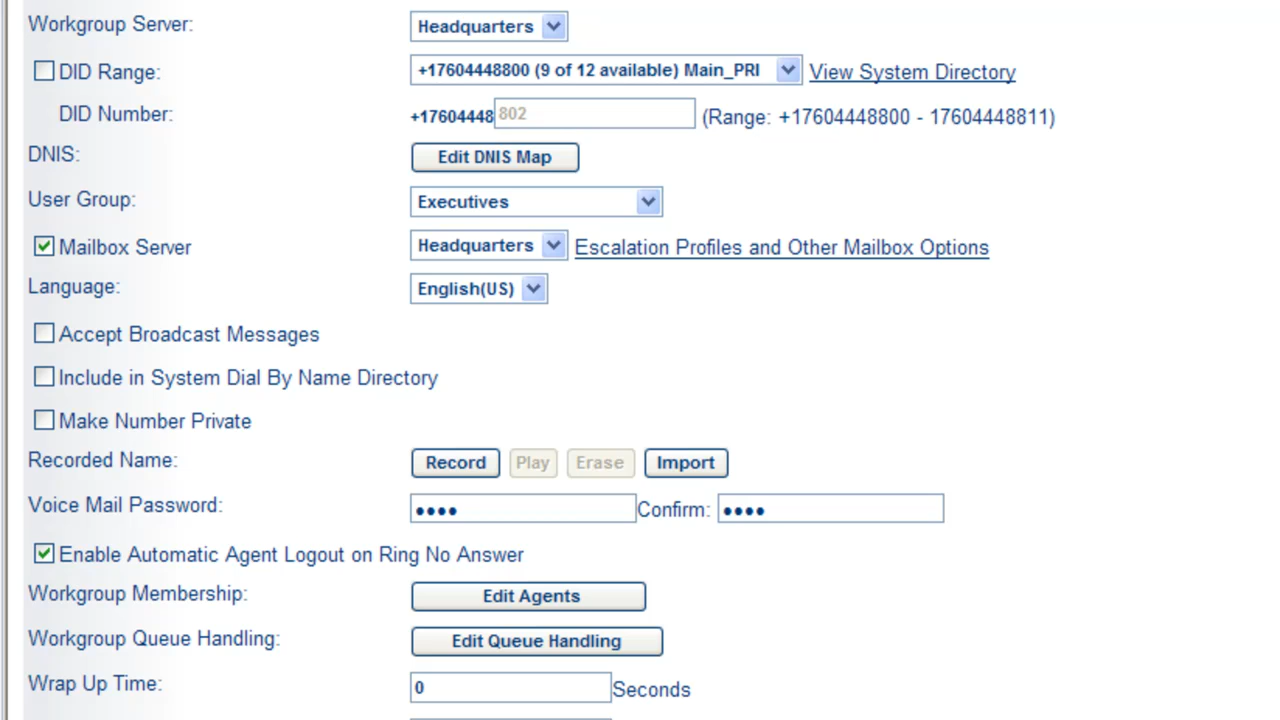 Workgroup Server: Headquarters
DID Range: +17604448800 (9 of 12 available) Main_PRI View System Directory
DID Number: +17604448 802 (Range: +17604448800 - 17604448811)
DNIS: Edit DNIS Map
User Group: Executives
Mailbox Server Headquarters Escalation Profiles and Other Mailbox Options
Language: English(US)
Accept Broadcast Messages
Include in System Dial By Name Directory
Make Number Private
Recorded Name: Record Play Erase Import
Voice Mail Password: •••• Confirm: ••••
Enable Automatic Agent Logout on Ring No Answer
Workgroup Membership: Edit Agents
Workgroup Queue Handling: Edit Queue Handling
Wrap Up Time: 0 Seconds